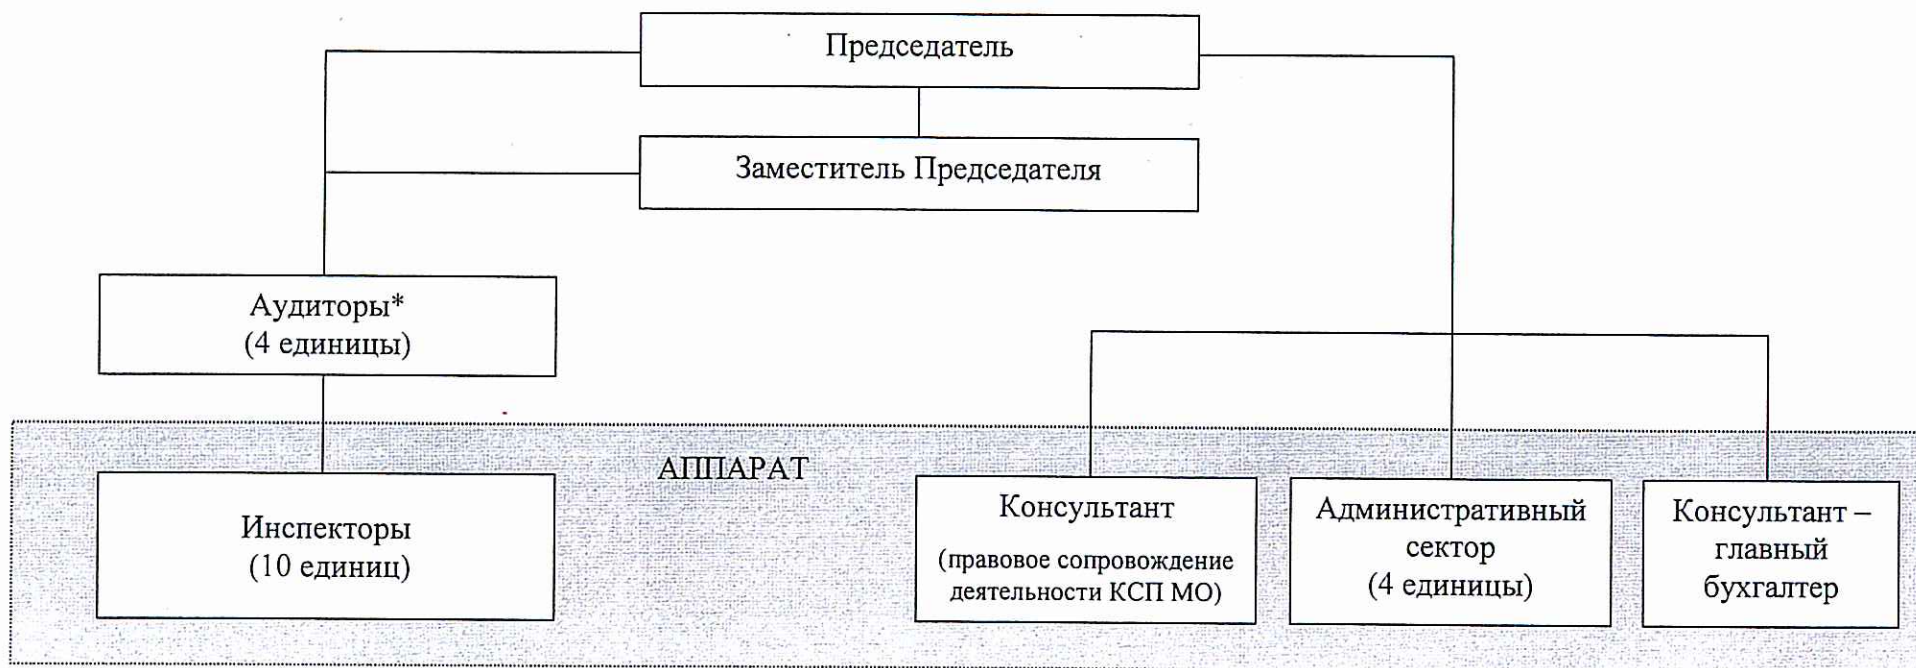 Председатель
Заместитель Председателя
Аудиторы*
(4 единицы)
АППАРАТ
Инспекторы
(10 единиц)
Консультант
(правовое сопровождение
деятельности КСП МО)
Административный
сектор
(4 единицы)
Консультант –
главный
бухгалтер